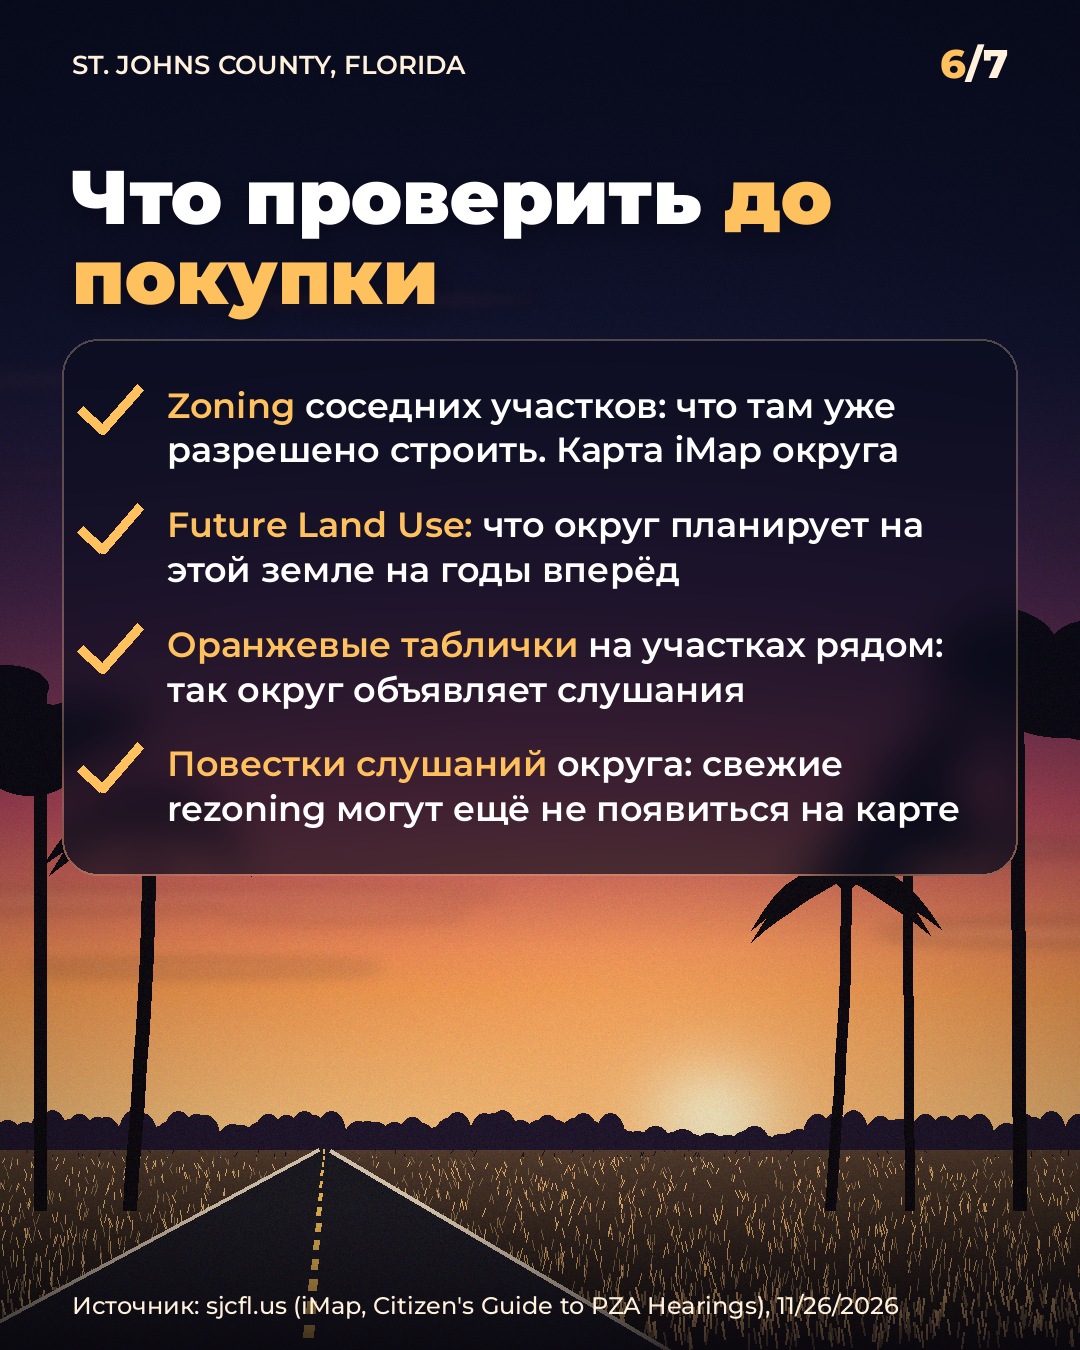 ST. JOHNS COUNTY, FLORIDA
6/7
Что проверить до
покупки
Zoning соседних участков: что там уже
разрешено строить. Карта iMap округа
Future Land Use: что округ планирует на
этой земле на годы вперёд
Оранжевые таблички на участках рядом:
так округ объявляет слушания
Повестки слушаний округа: свежие
rezoning могут ещё не появиться на карте
Источник: sjcfl.us (iMap, Citizen's Guide to PZA Hearings), 11/26/2026